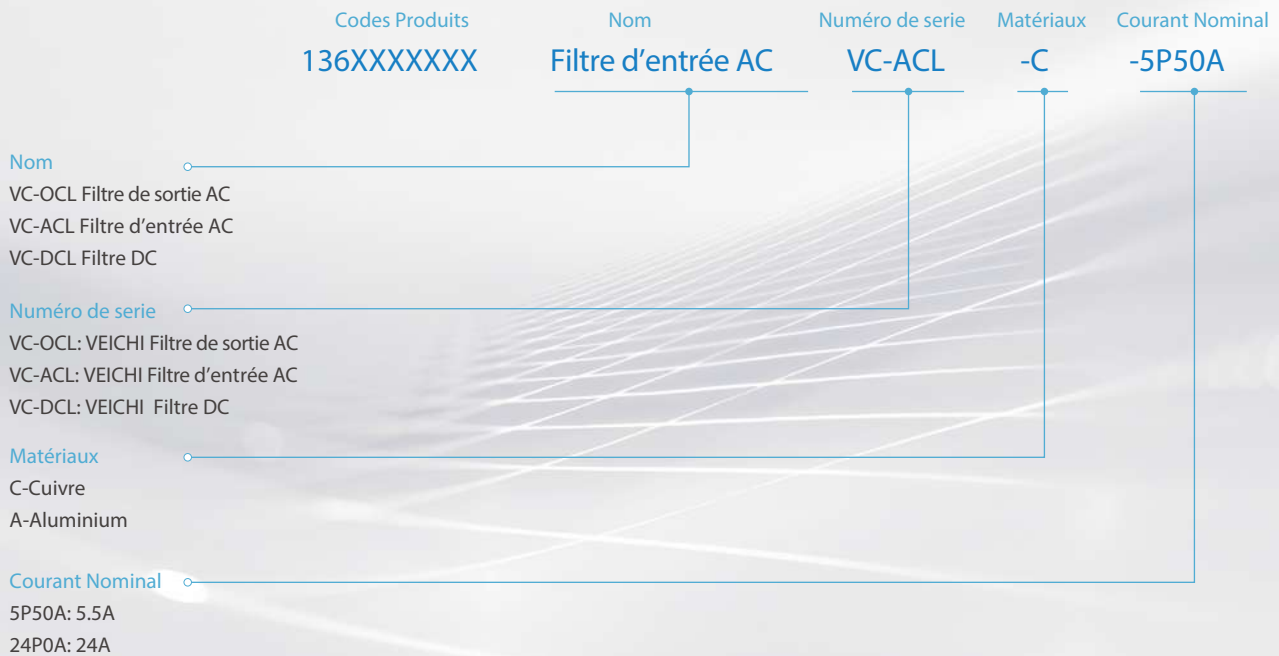 Codes Produits Nom Numéro de serie Matériaux Courant Nominal
136XXXXXXX Filtre d’entrée AC VC-ACL -C -5P50A
Nom
VC-OCL Filtre de sortie AC
VC-ACL Filtre d’entrée AC
VC-DCL Filtre DC
Numéro de serie
VC-OCL: VEICHI Filtre de sortie AC
VC-ACL: VEICHI Filtre d’entrée AC
VC-DCL: VEICHI Filtre DC
Matériaux
C-Cuivre
A-Aluminium
Courant Nominal
5P50A: 5.5A
24P0A: 24A